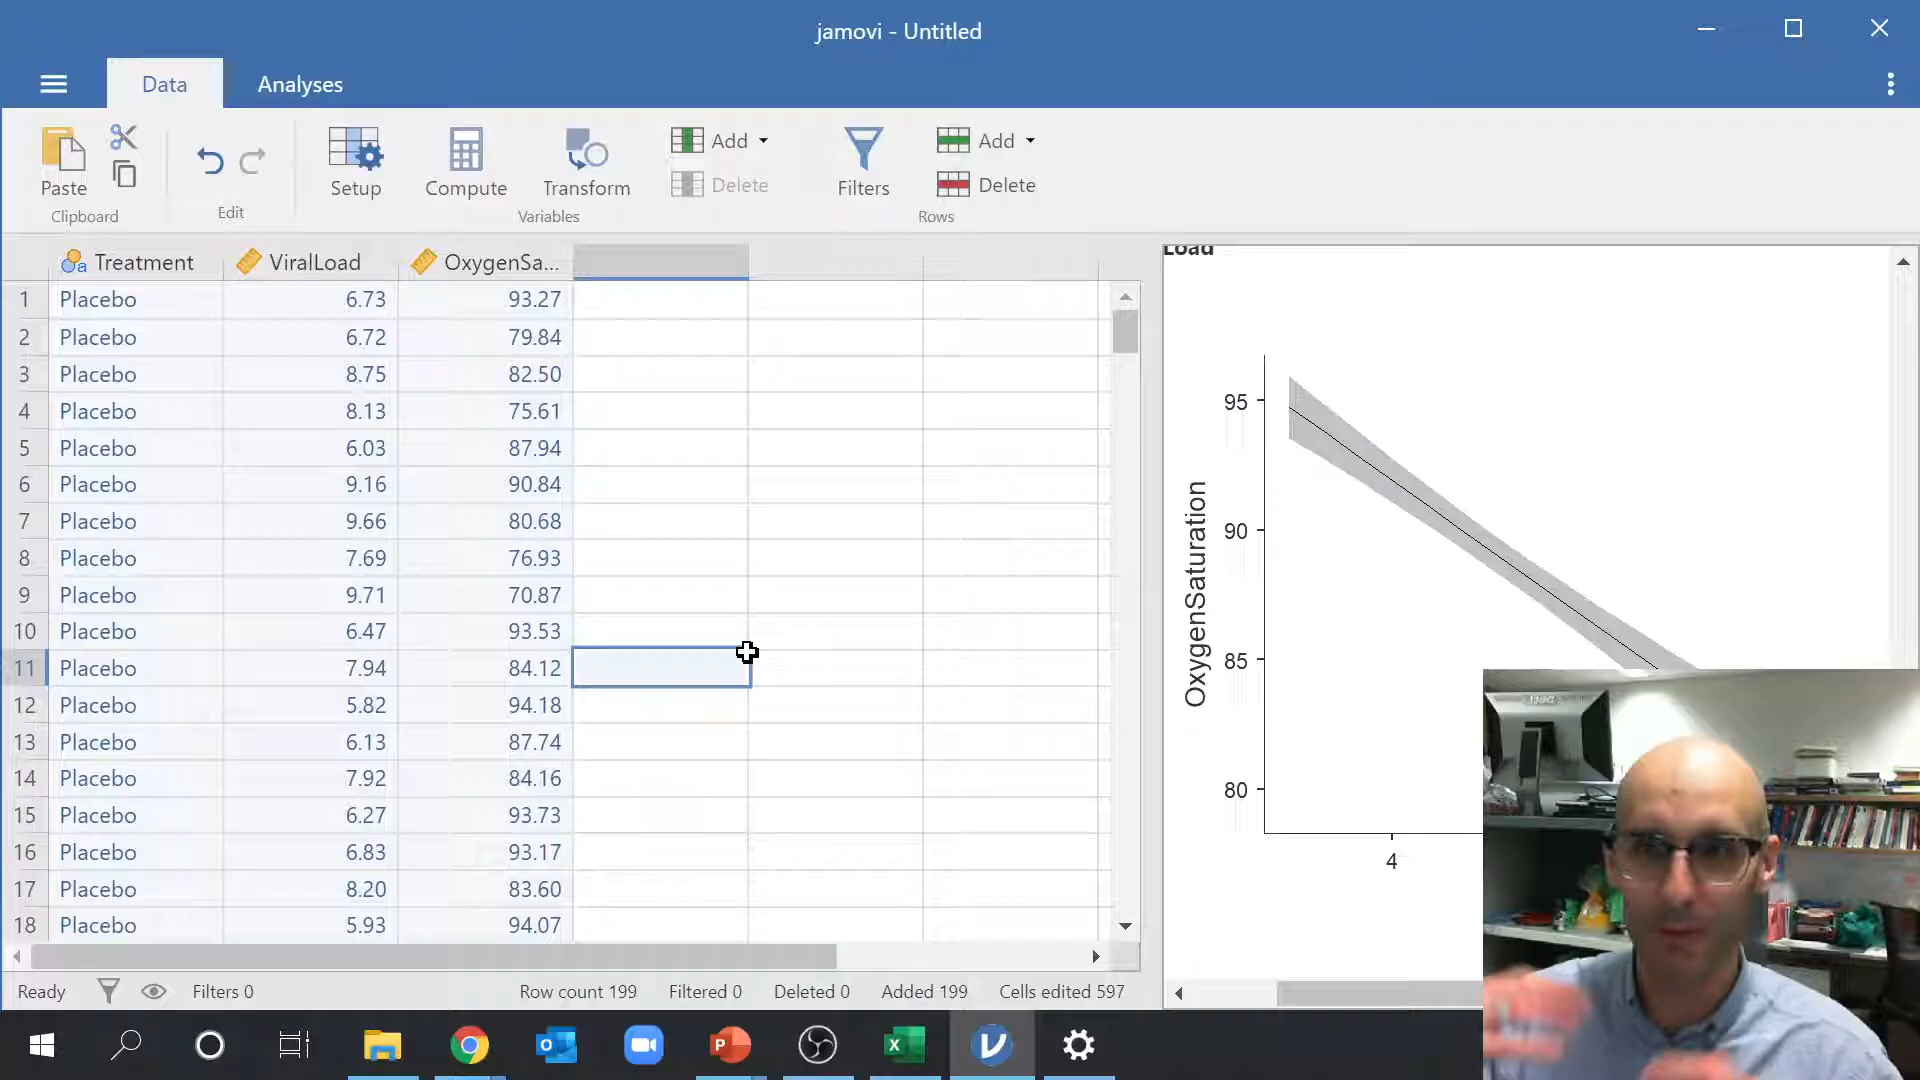 jamovi - Untitled
Data Analyses
Paste Setup Compute Transform Add Delete Filters Add Delete
Clipboard Edit Variables Rows
Treatment ViralLoad OxygenSa...
1 Placebo 6.73 93.27
2 Placebo 6.72 79.84
3 Placebo 8.75 82.50
4 Placebo 8.13 75.61
5 Placebo 6.03 87.94
6 Placebo 9.16 90.84
7 Placebo 9.66 80.68
8 Placebo 7.69 76.93
9 Placebo 9.71 70.87
10 Placebo 6.47 93.53
11 Placebo 7.94 84.12
12 Placebo 5.82 94.18
13 Placebo 6.13 87.74
14 Placebo 7.92 84.16
15 Placebo 6.27 93.73
16 Placebo 6.83 93.17
17 Placebo 8.20 83.60
18 Placebo 5.93 94.07
Ready Filters 0 Row count 199 Filtered 0 Deleted 0 Added 199 Cells edited 597
Load
OxygenSaturation
95
90
85
80
4